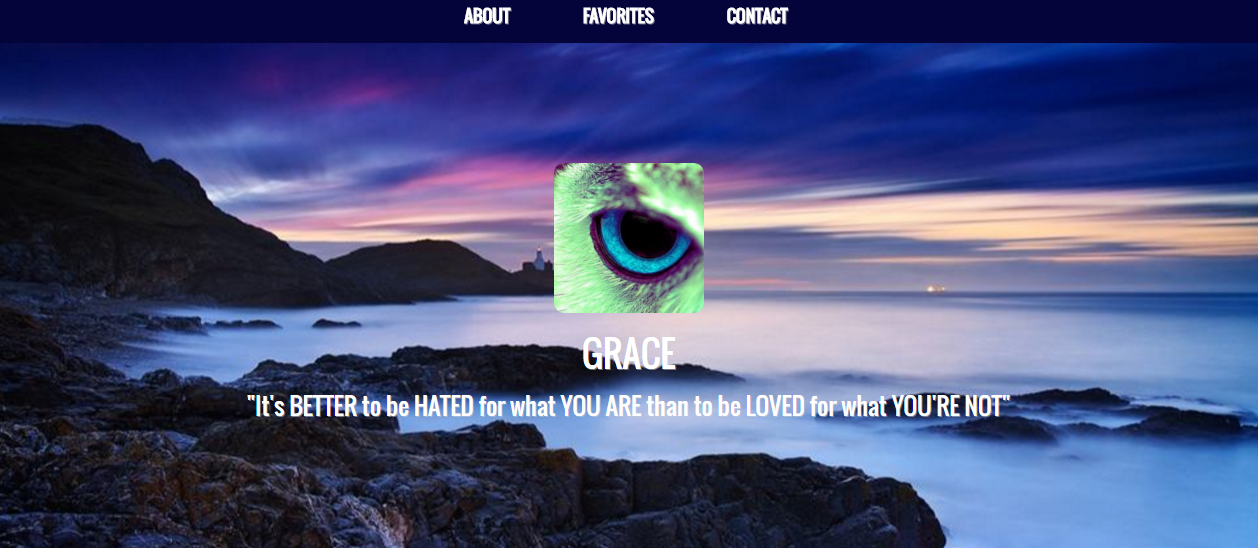 ABOUT FAVORITES CONTACT
GRACE
"It's BETTER to be HATED for what YOU ARE than to be LOVED for what YOU'RE NOT"